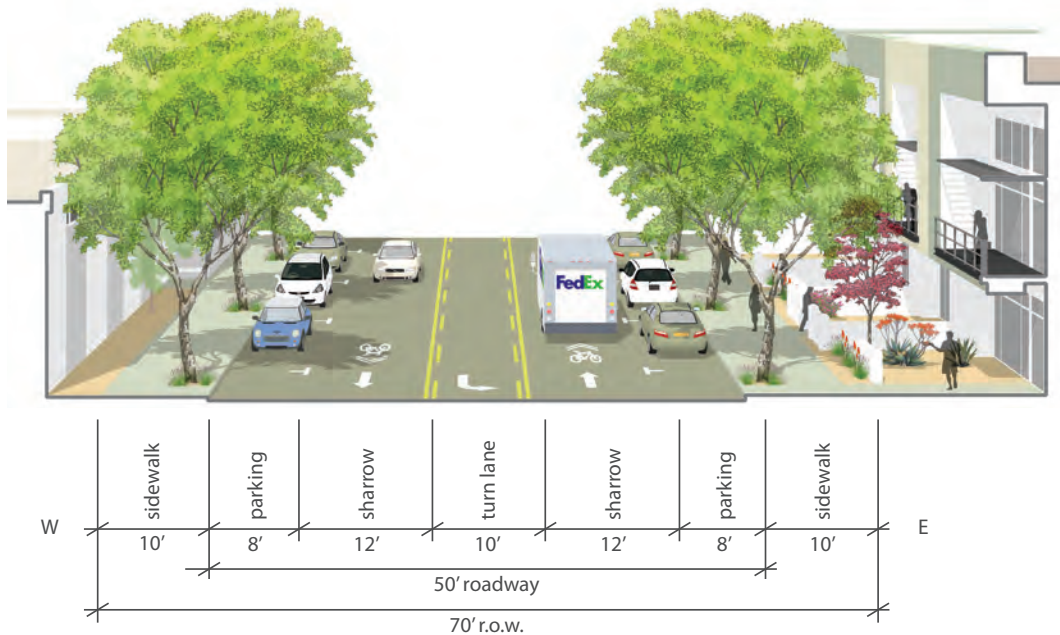 FedEx
sidewalk
parking
sharrow
turn lane
sharrow
parking
sidewalk
W
E
10’
8’
12’
10’
12’
8’
10’
50’ roadway
70’ r.o.w.